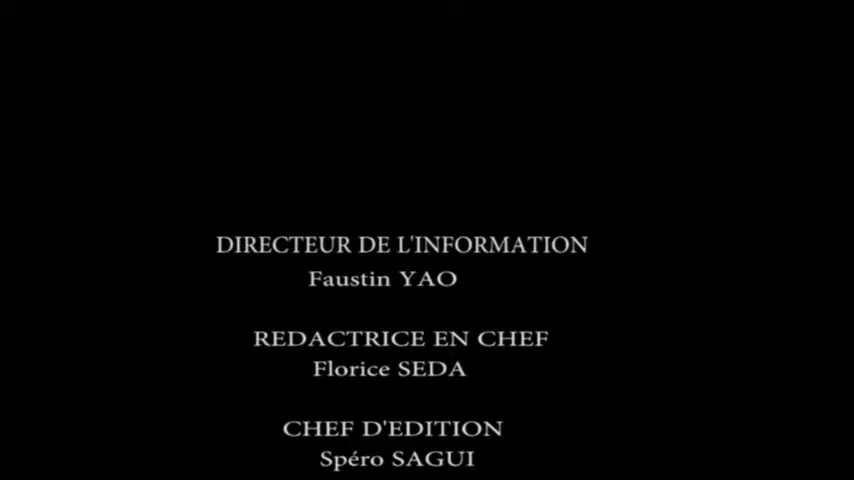 DIRECTEUR DE L'INFORMATION
Faustin YAO
REDACTRICE EN CHEF
Florice SEDA
CHEF D'EDITION
Spéro SAGUI